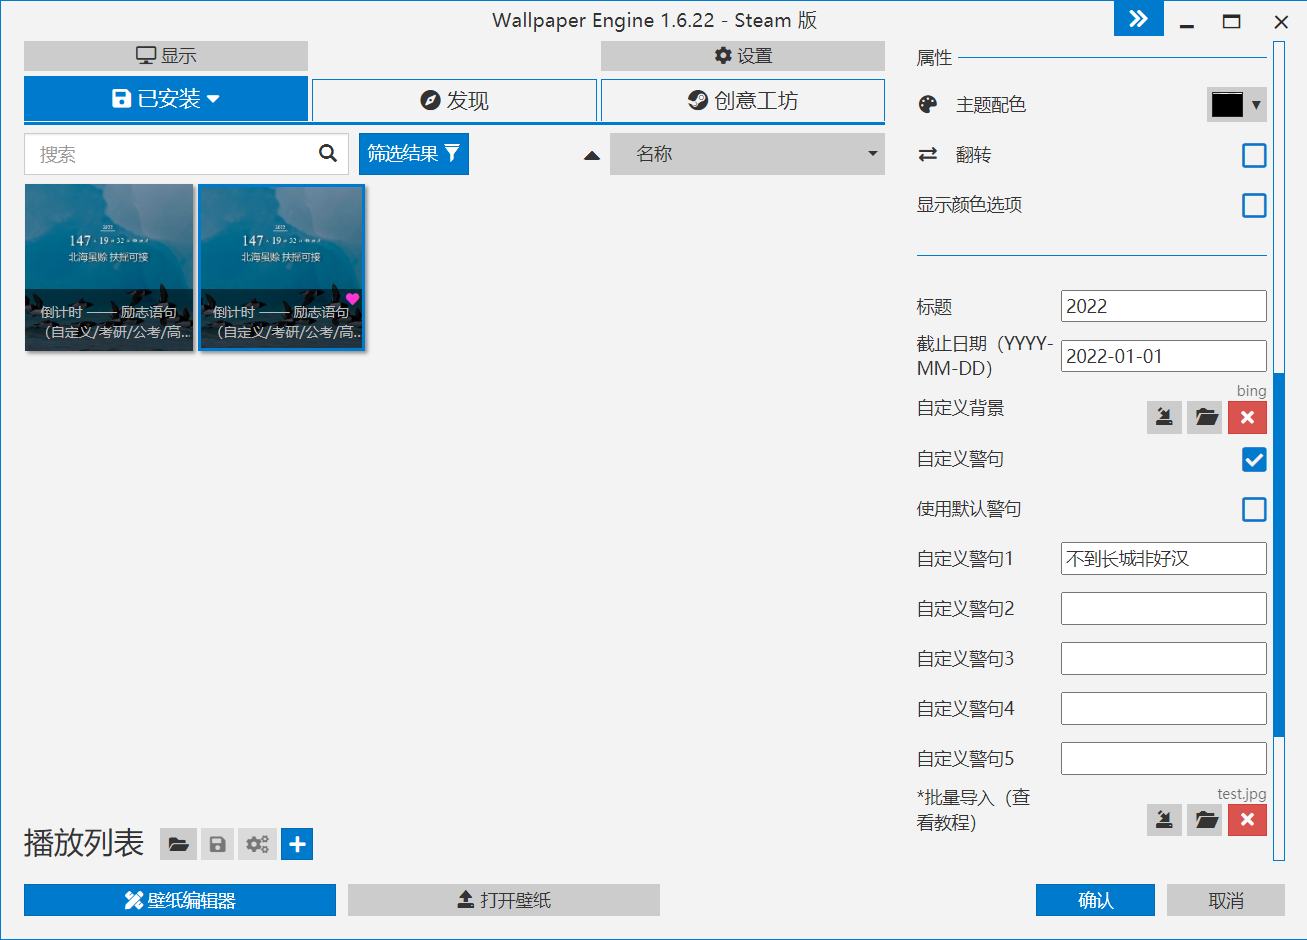 Wallpaper Engine 1.6.22 - Steam 版
显示
设置
已安装
发现
创意工坊
搜索
筛选结果
名称
2022
147
19
32
北海虽赊 扶摇可接
倒计时 —— 励志语句
（自定义/考研/公考/高...
2022
147
19
32
北海虽赊 扶摇可接
倒计时 —— 励志语句
（自定义/考研/公考/高...
播放列表
壁纸编辑器
打开壁纸
属性
主题配色
翻转
显示颜色选项
标题
2022
截止日期（YYYY-
MM-DD）
2022-01-01
bing
自定义背景
自定义警句
使用默认警句
自定义警句1
不到长城非好汉
自定义警句2
自定义警句3
自定义警句4
自定义警句5
*批量导入（查
看教程）
test.jpg
确认
取消